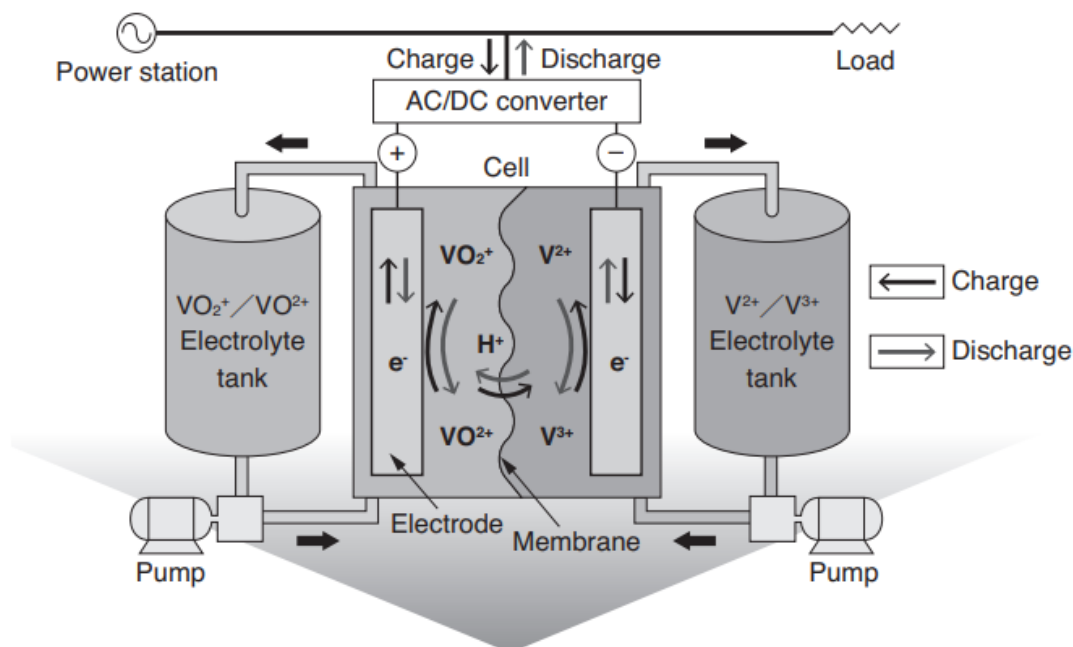 Power station
Charge
Discharge
Load
AC/DC converter
+
−
Cell
VO₂⁺／VO²⁺
Electrolyte
tank
VO₂⁺
V²⁺
e⁻
H⁺
e⁻
VO²⁺
V³⁺
V²⁺／V³⁺
Electrolyte
tank
Charge
Discharge
Electrode
Membrane
Pump
Pump